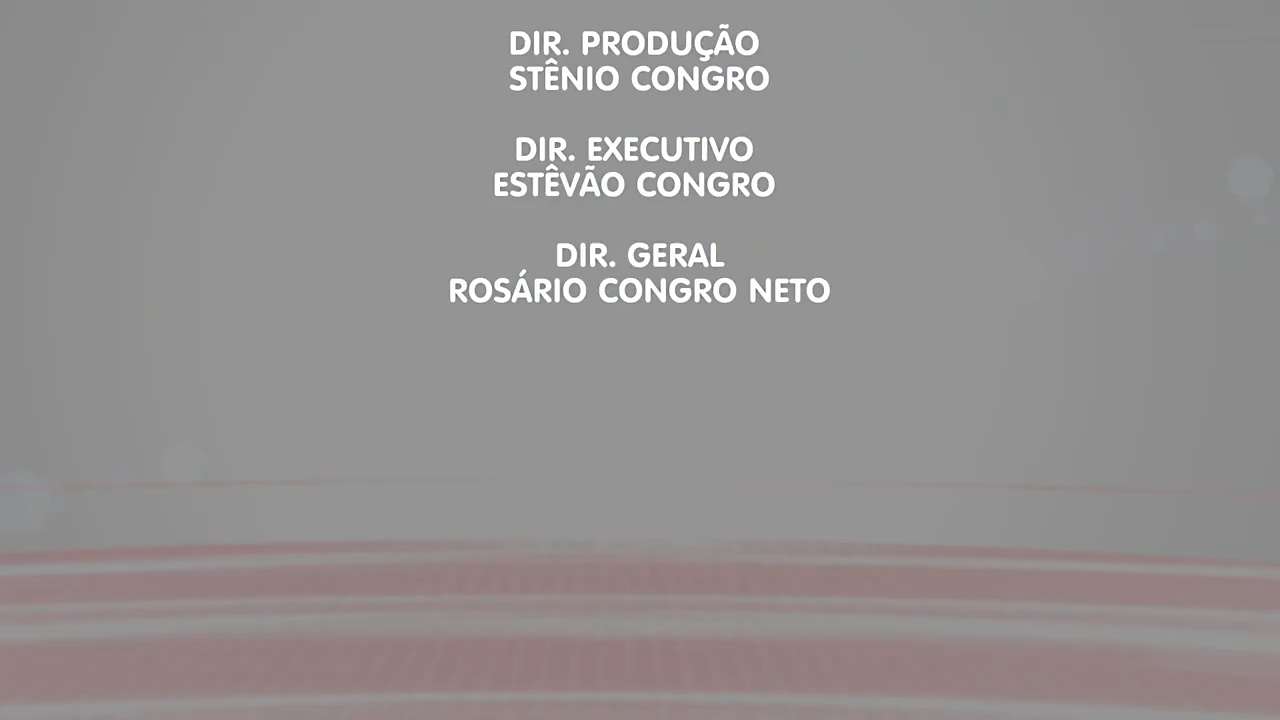 DIR. PRODUÇÃO
STÊNIO CONGRO
DIR. EXECUTIVO
ESTÊVÃO CONGRO
DIR. GERAL
ROSÁRIO CONGRO NETO